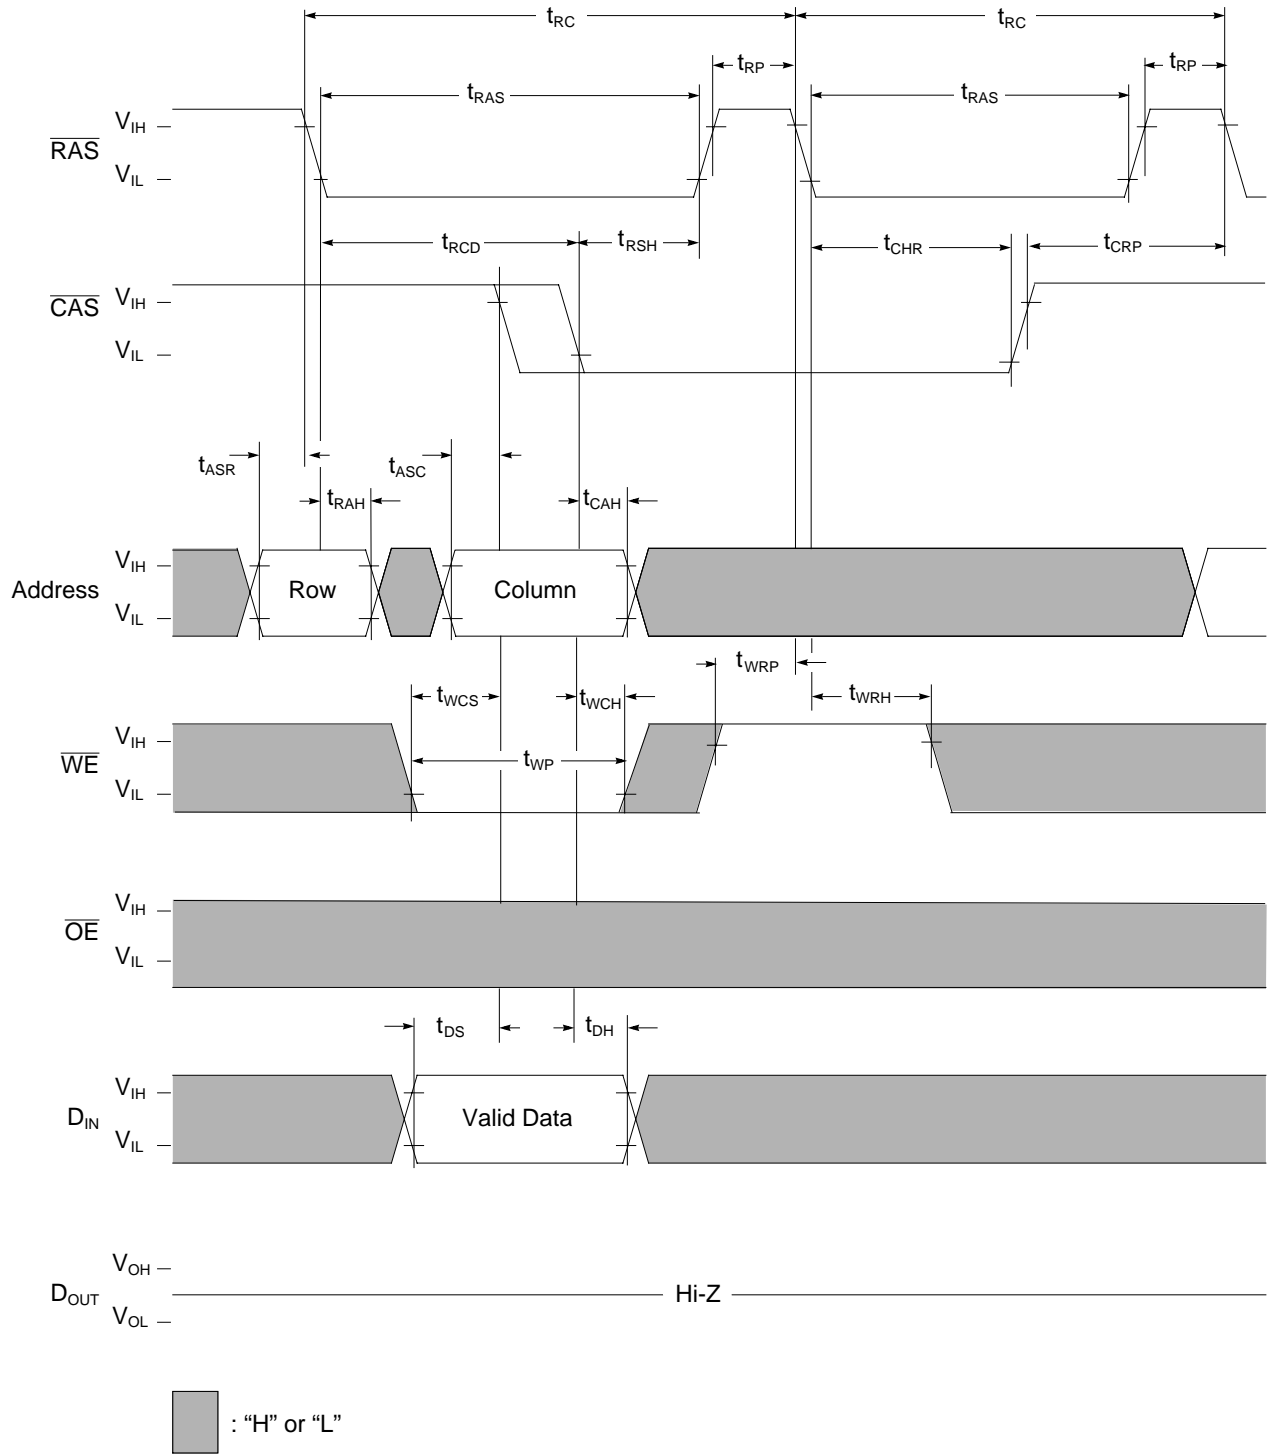 tRC tRC
tRP tRP
tRAS tRAS
RAS VIH
VIL
tRCD tRSH tCHR tCRP
CAS VIH
VIL
tASR tASC
tRAH tCAH
Address VIH
VIL
Row Column
tWRP
tWCS tWCH tWRH
WE VIH
VIL
tWP
OE VIH
VIL
tDS tDH
DIN VIH
VIL
Valid Data
DOUT VOH
VOL
Hi-Z
: “H” or “L”